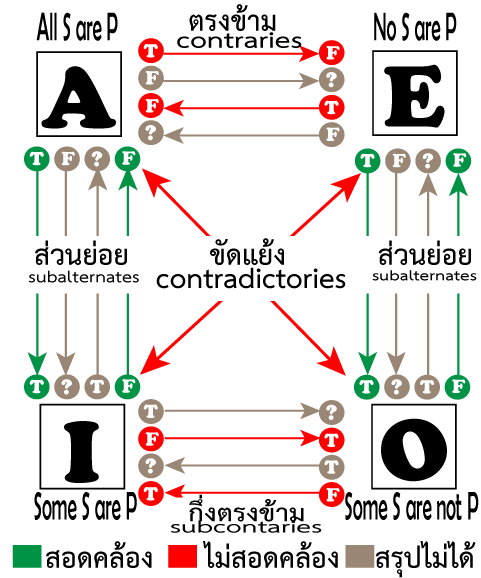 All S are P
ตรงข้าม
contraries
No S are P
A
T F
F ?
F T
? F
E
T F ? F
T F ? F
ส่วนย่อย
subalternates
ขัดแย้ง
contradictories
ส่วนย่อย
subalternates
T ? T F
T ? T F
I
T ?
F T
? T
T F
O
Some S are P
กึ่งตรงข้าม
subcontaries
Some S are not P
สอดคล้อง ไม่สอดคล้อง สรุปไม่ได้